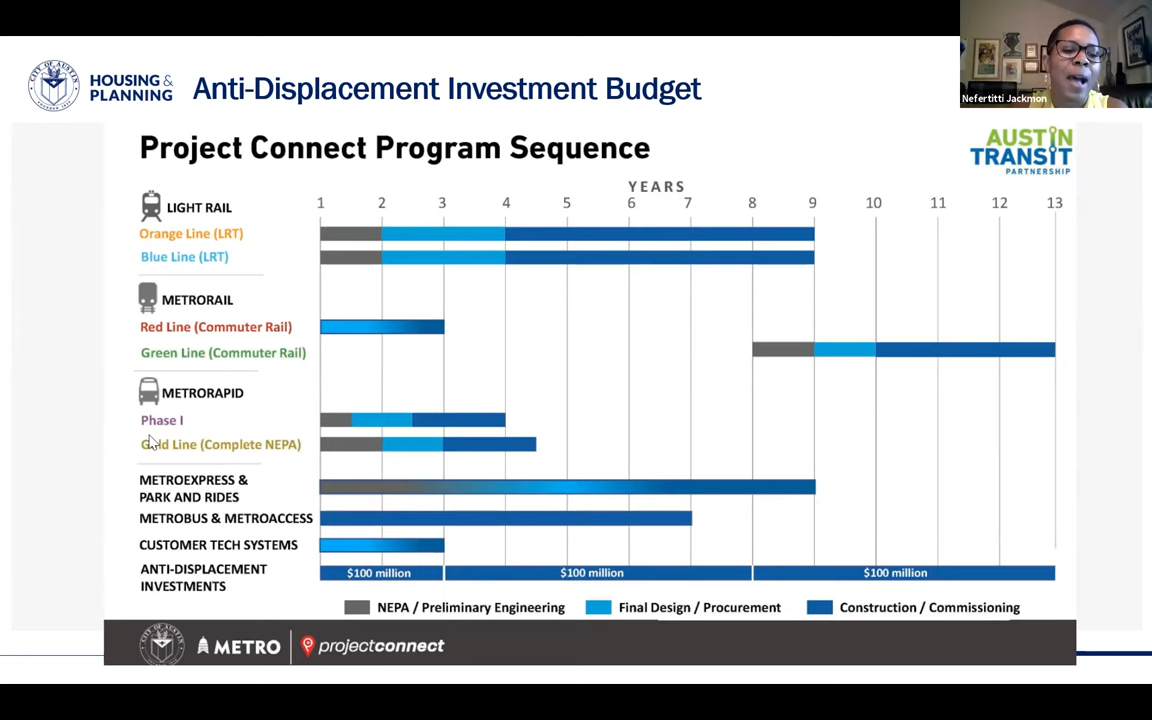 HOUSING &
PLANNING
Anti-Displacement Investment Budget
Nefertitti Jackmon
Project Connect Program Sequence
AUSTIN
TRANSIT
PARTNERSHIP
YEARS
1 2 3 4 5 6 7 8 9 10 11 12 13
LIGHT RAIL
Orange Line (LRT)
Blue Line (LRT)
METRORAIL
Red Line (Commuter Rail)
Green Line (Commuter Rail)
METRORAPID
Phase I
Gold Line (Complete NEPA)
METROEXPRESS &
PARK AND RIDES
METROBUS & METROACCESS
CUSTOMER TECH SYSTEMS
ANTI-DISPLACEMENT
INVESTMENTS
$100 million $100 million $100 million
NEPA / Preliminary Engineering Final Design / Procurement Construction / Commissioning
METRO projectconnect